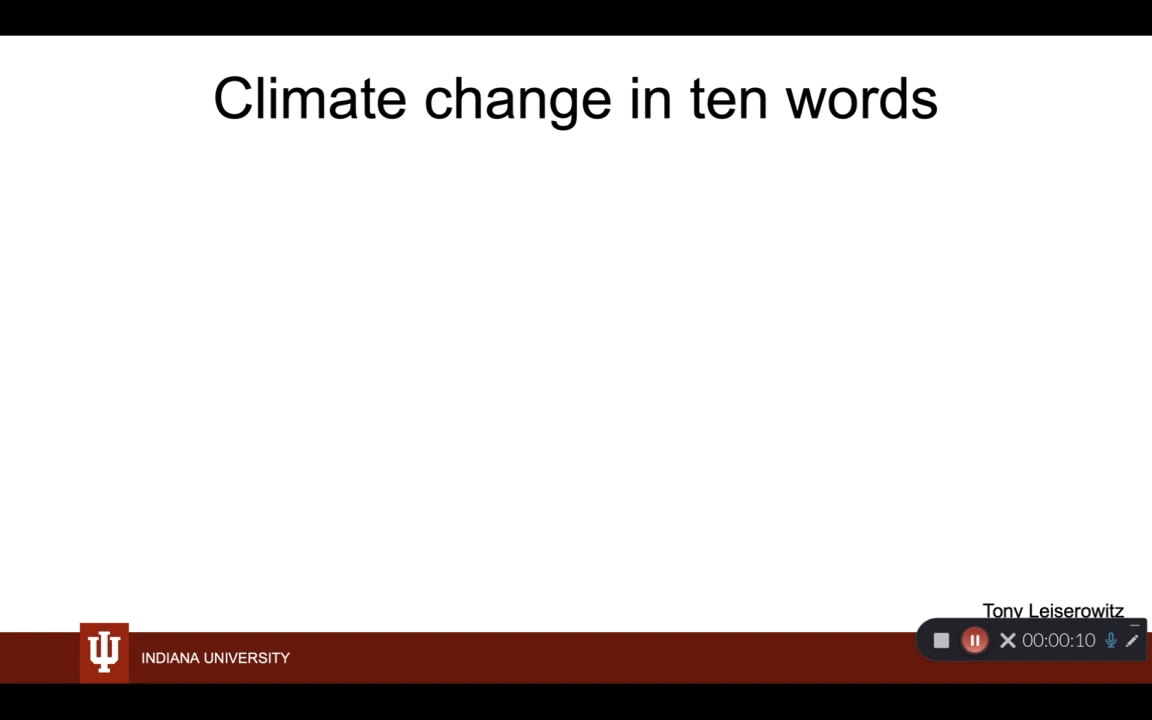 Climate change in ten words
Tony Leiserowitz
00:00:10
INDIANA UNIVERSITY